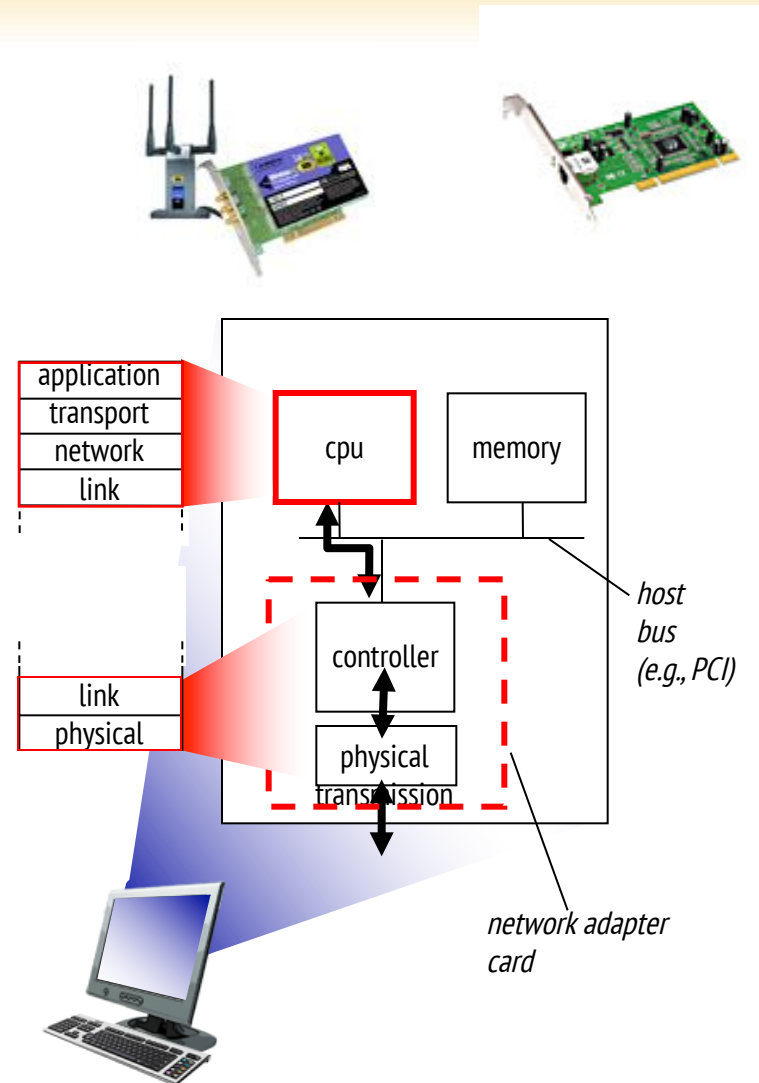 application
transport
network
link
cpu
memory
host
bus
(e.g., PCI)
controller
link
physical
physical
transmission
network adapter
card